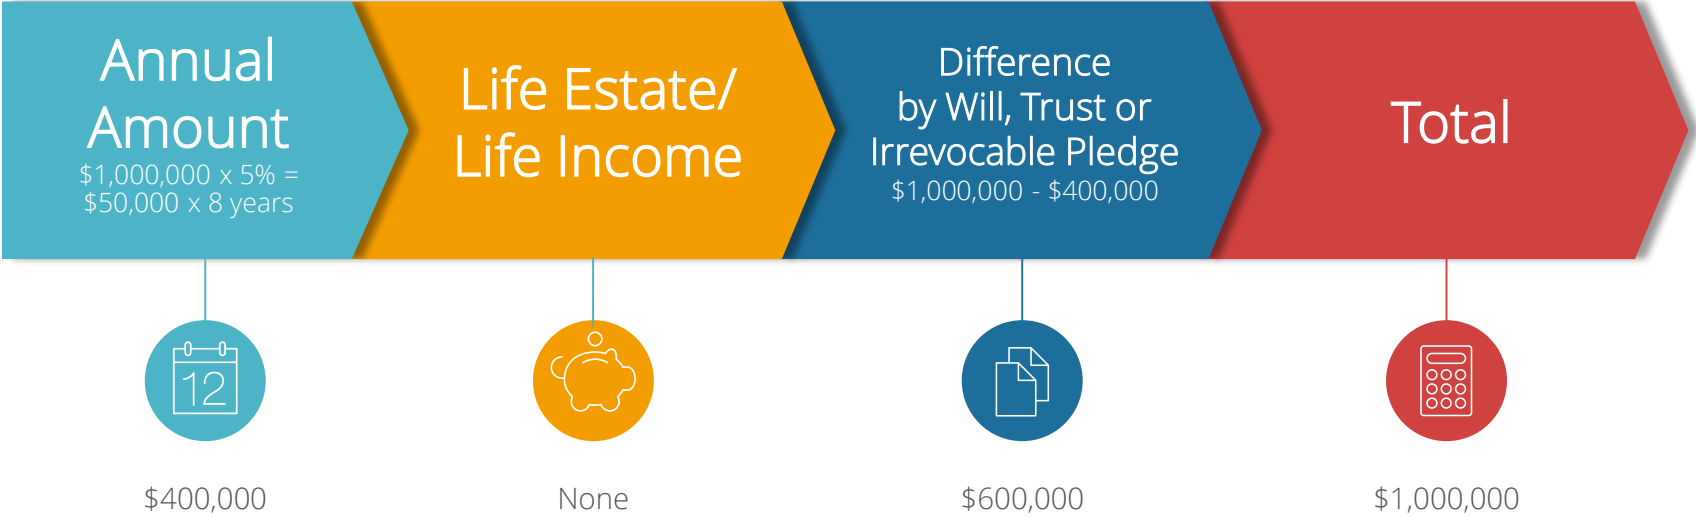 Annual
Amount
$1,000,000 x 5% =
$50,000 x 8 years
Life Estate/
Life Income
Difference
by Will, Trust or
Irrevocable Pledge
$1,000,000 - $400,000
Total
12
$400,000
None
$600,000
$1,000,000